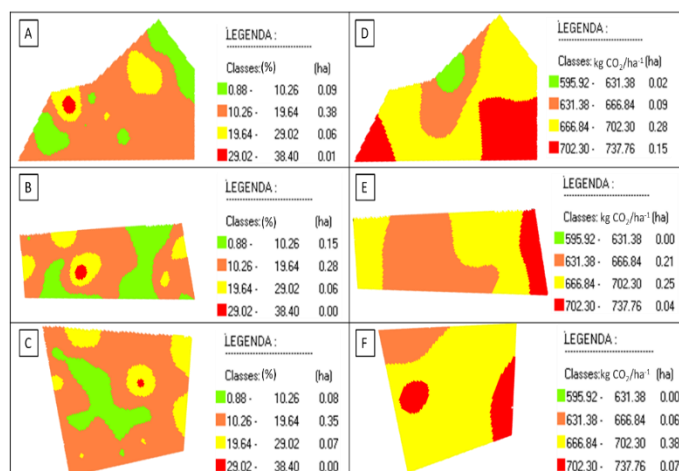 A
LEGENDA :
Classes:(%) (ha)
0.88 - 10.26 0.09
10.26 - 19.64 0.38
19.64 - 29.02 0.06
29.02 - 38.40 0.01
D
LEGENDA :
Classes: kg CO₂/ha⁻¹ (ha)
595.92 - 631.38 0.02
631.38 - 666.84 0.09
666.84 - 702.30 0.28
702.30 - 737.76 0.15
B
LEGENDA :
Classes:(%) (ha)
0.88 - 10.26 0.15
10.26 - 19.64 0.28
19.64 - 29.02 0.06
29.02 - 38.40 0.00
E
LEGENDA :
Classes: kg CO₂/ha⁻¹ (ha)
595.92 - 631.38 0.00
631.38 - 666.84 0.21
666.84 - 702.30 0.25
702.30 - 737.76 0.04
C
LEGENDA :
Classes:(%) (ha)
0.88 - 10.26 0.08
10.26 - 19.64 0.35
19.64 - 29.02 0.07
29.02 - 38.40 0.00
F
LEGENDA :
Classes:kg CO₂/ha⁻¹ (ha)
595.92 - 631.38 0.00
631.38 - 666.84 0.06
666.84 - 702.30 0.38
702.30 - 737.76 0.07